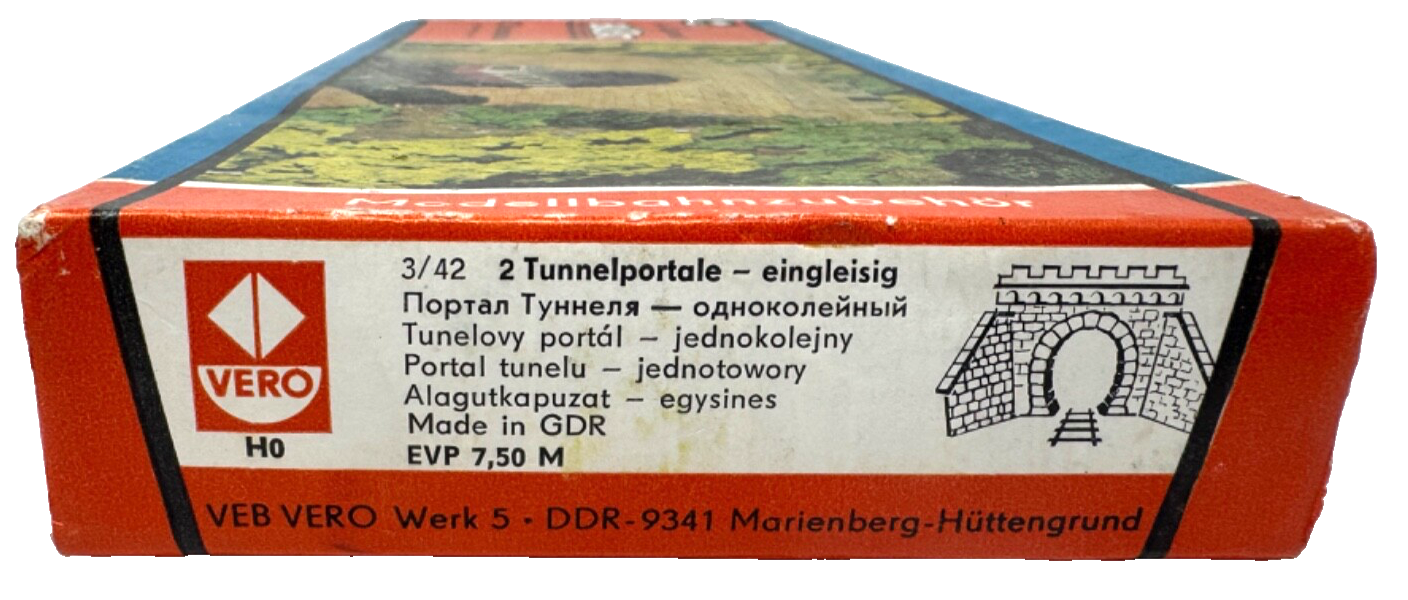 Modellbahnzubehör
VERO
H0
3/42 2 Tunnelportale – eingleisig
Портал Туннеля — одноколейный
Tunelovy portál – jednokolejny
Portal tunelu – jednotowory
Alagutkapuzat – egysines
Made in GDR
EVP 7,50 M
VEB VERO Werk 5 · DDR-9341 Marienberg-Hüttengrund